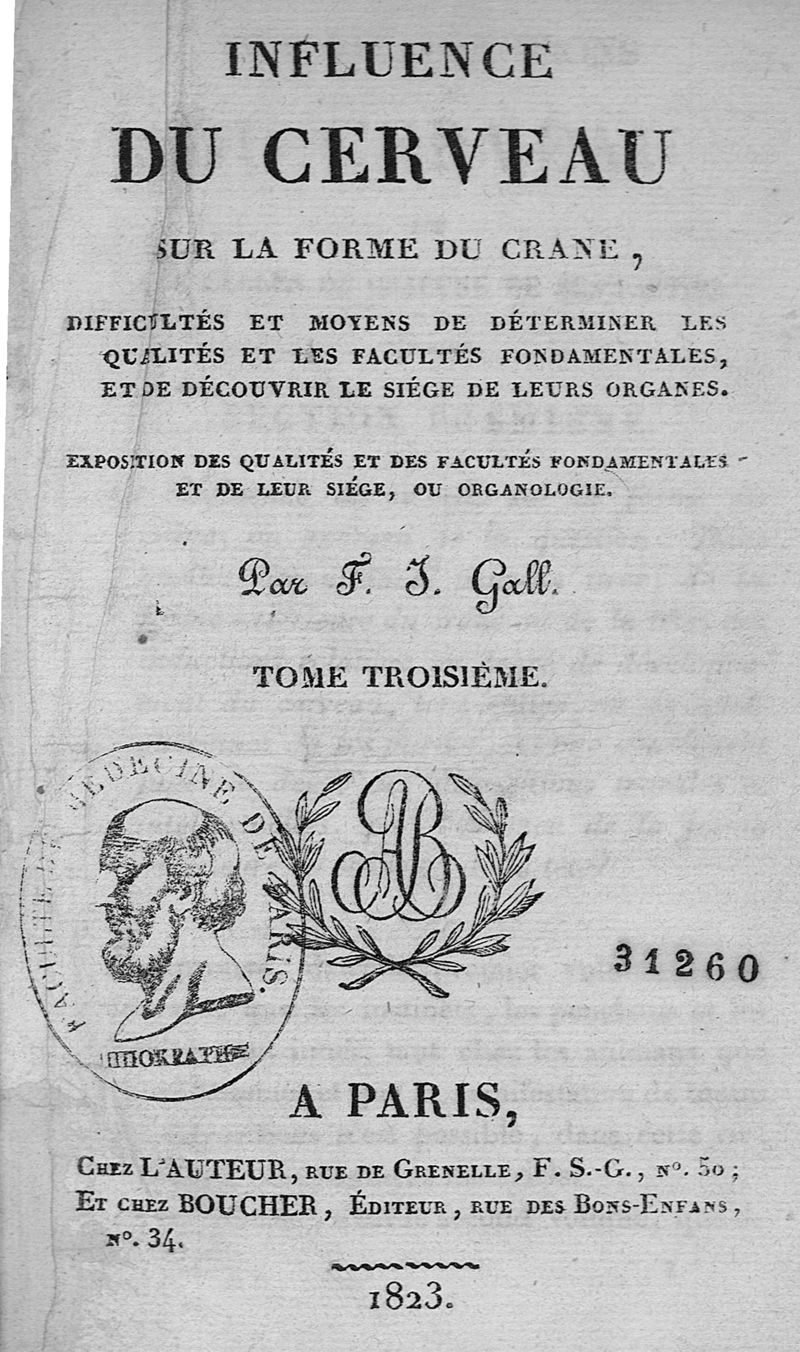 INFLUENCE
DU CERVEAU
SUR LA FORME DU CRANE,
DIFFICULTÉS ET MOYENS DE DÉTERMINER LES
QUALITÉS ET LES FACULTÉS FONDAMENTALES,
ET DE DÉCOUVRIR LE SIÉGE DE LEURS ORGANES.
EXPOSITION DES QUALITÉS ET DES FACULTÉS FONDAMENTALES
ET DE LEUR SIÉGE, OU ORGANOLOGIE.
Par F. J. Gall.
TOME TROISIÈME.
FACULTÉ DE MÉDECINE DE PARIS.
AB
31260
A PARIS,
CHEZ L'AUTEUR, RUE DE GRENELLE, F. S.-G., Nº. 50;
ET CHEZ BOUCHER, ÉDITEUR, RUE DES BONS-ENFANS,
Nº. 34.
1823.